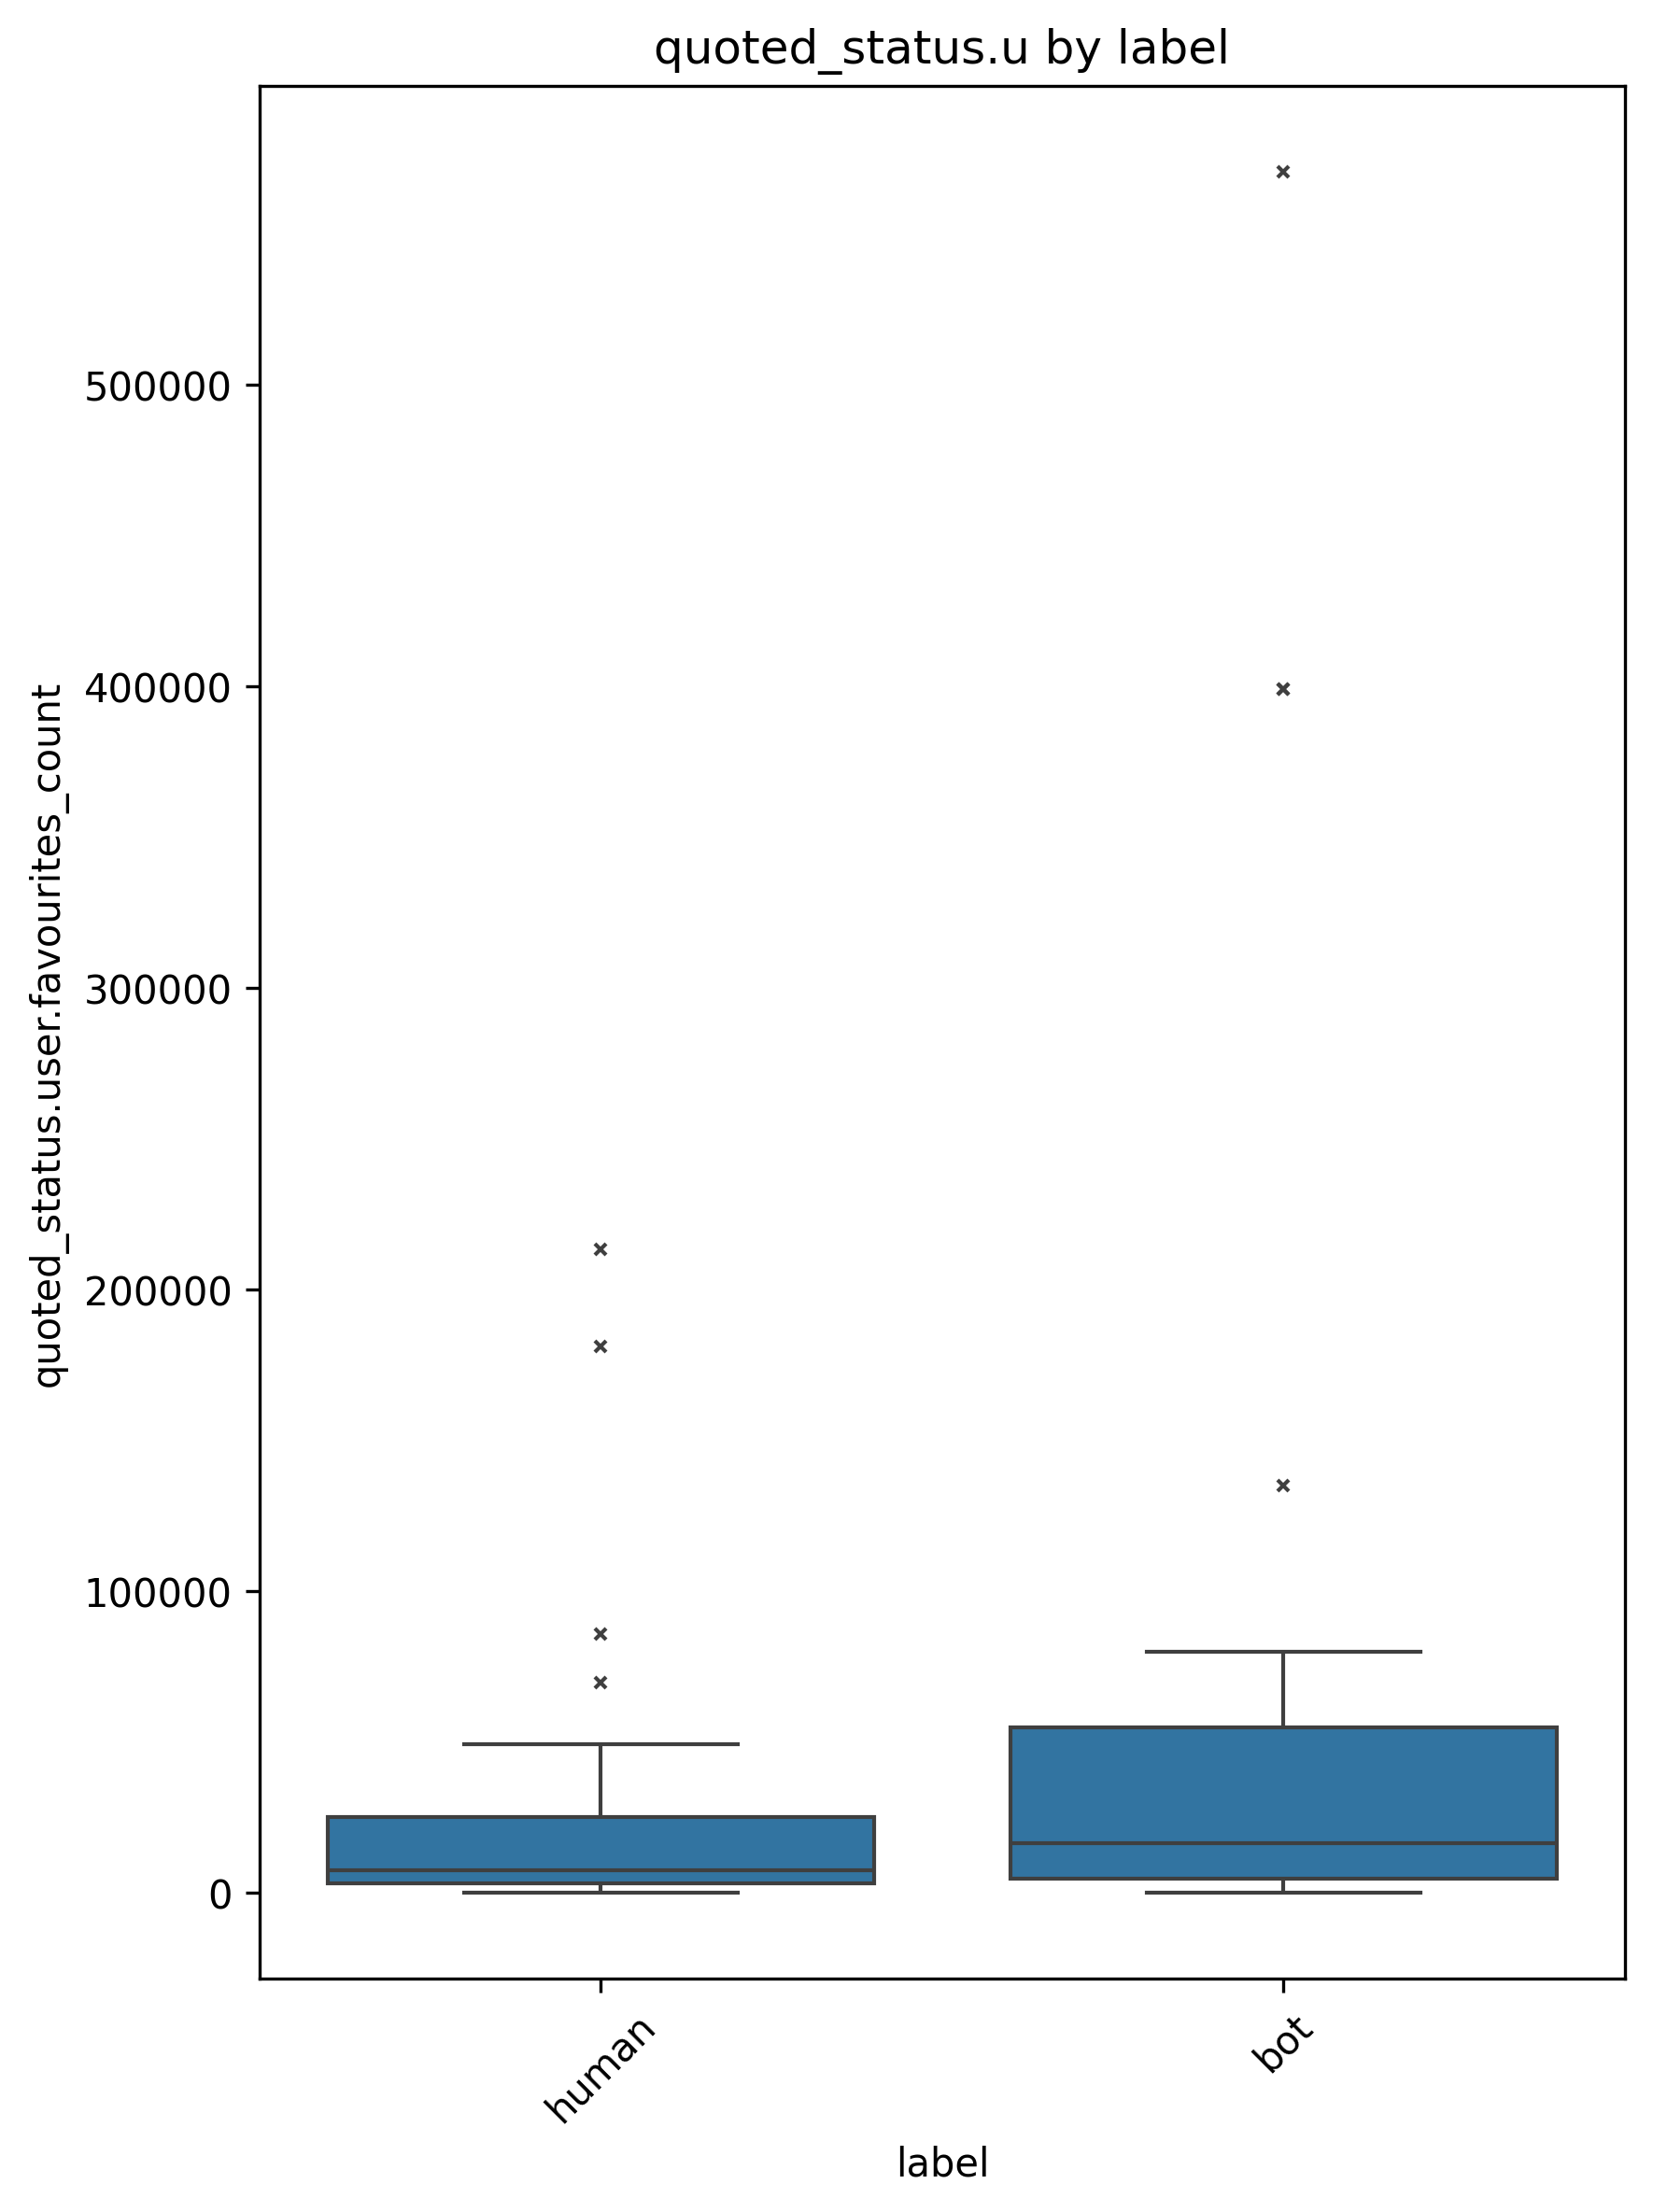 quoted_status.u by label
quoted_status.user.favourites_count
500000
400000
300000
200000
100000
0
human
bot
label